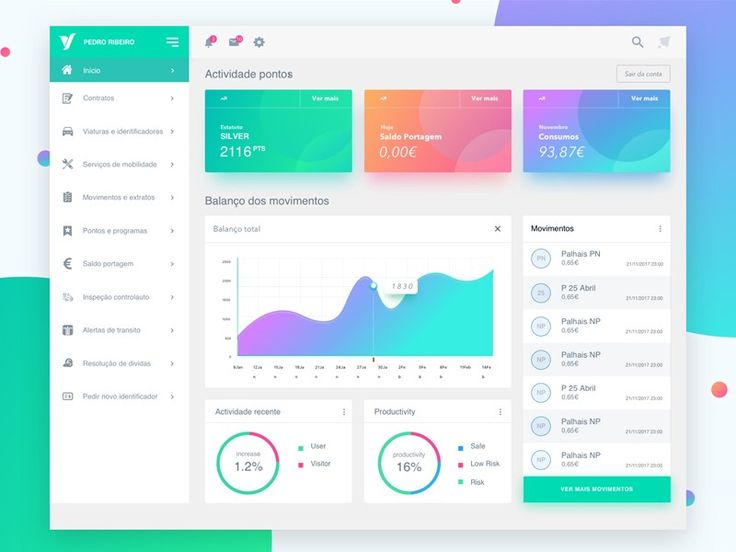 PEDRO RIBEIRO
Início
Contratos
Viaturas e identificadores
Serviços de mobilidade
Movimentos e extratos
Pontos e programas
Saldo portagem
Inspeção controlauto
Alertas de transito
Resolução de dividas
Pedir novo identificador
Actividade pontos
Sair da conta
Ver mais
Estatuto
SILVER
2116 PTS
Ver mais
Hoje
Saldo Portagem
0,00€
Ver mais
Novembro
Consumos
93,87€
Balanço dos movimentos
Balanço total
1830
2500
2000
1500
1000
500
0
Movimentos
PN
Palhais PN
0,65€
21/11/2017 23:00
25
P 25 Abril
0,65€
21/11/2017 23:00
NP
Palhais NP
0,65€
21/11/2017 23:00
NP
Palhais NP
0,65€
21/11/2017 23:00
NP
P 25 Abril
0,65€
21/11/2017 23:00
NP
Palhais NP
0,65€
21/11/2017 23:00
NP
Palhais NP
0,65€
21/11/2017 23:00
VER MAIS MOVIMENTOS
Actividade recente
increase
1.2%
User
Visitor
Productivity
productivity
16%
Safe
Low Risk
Risk